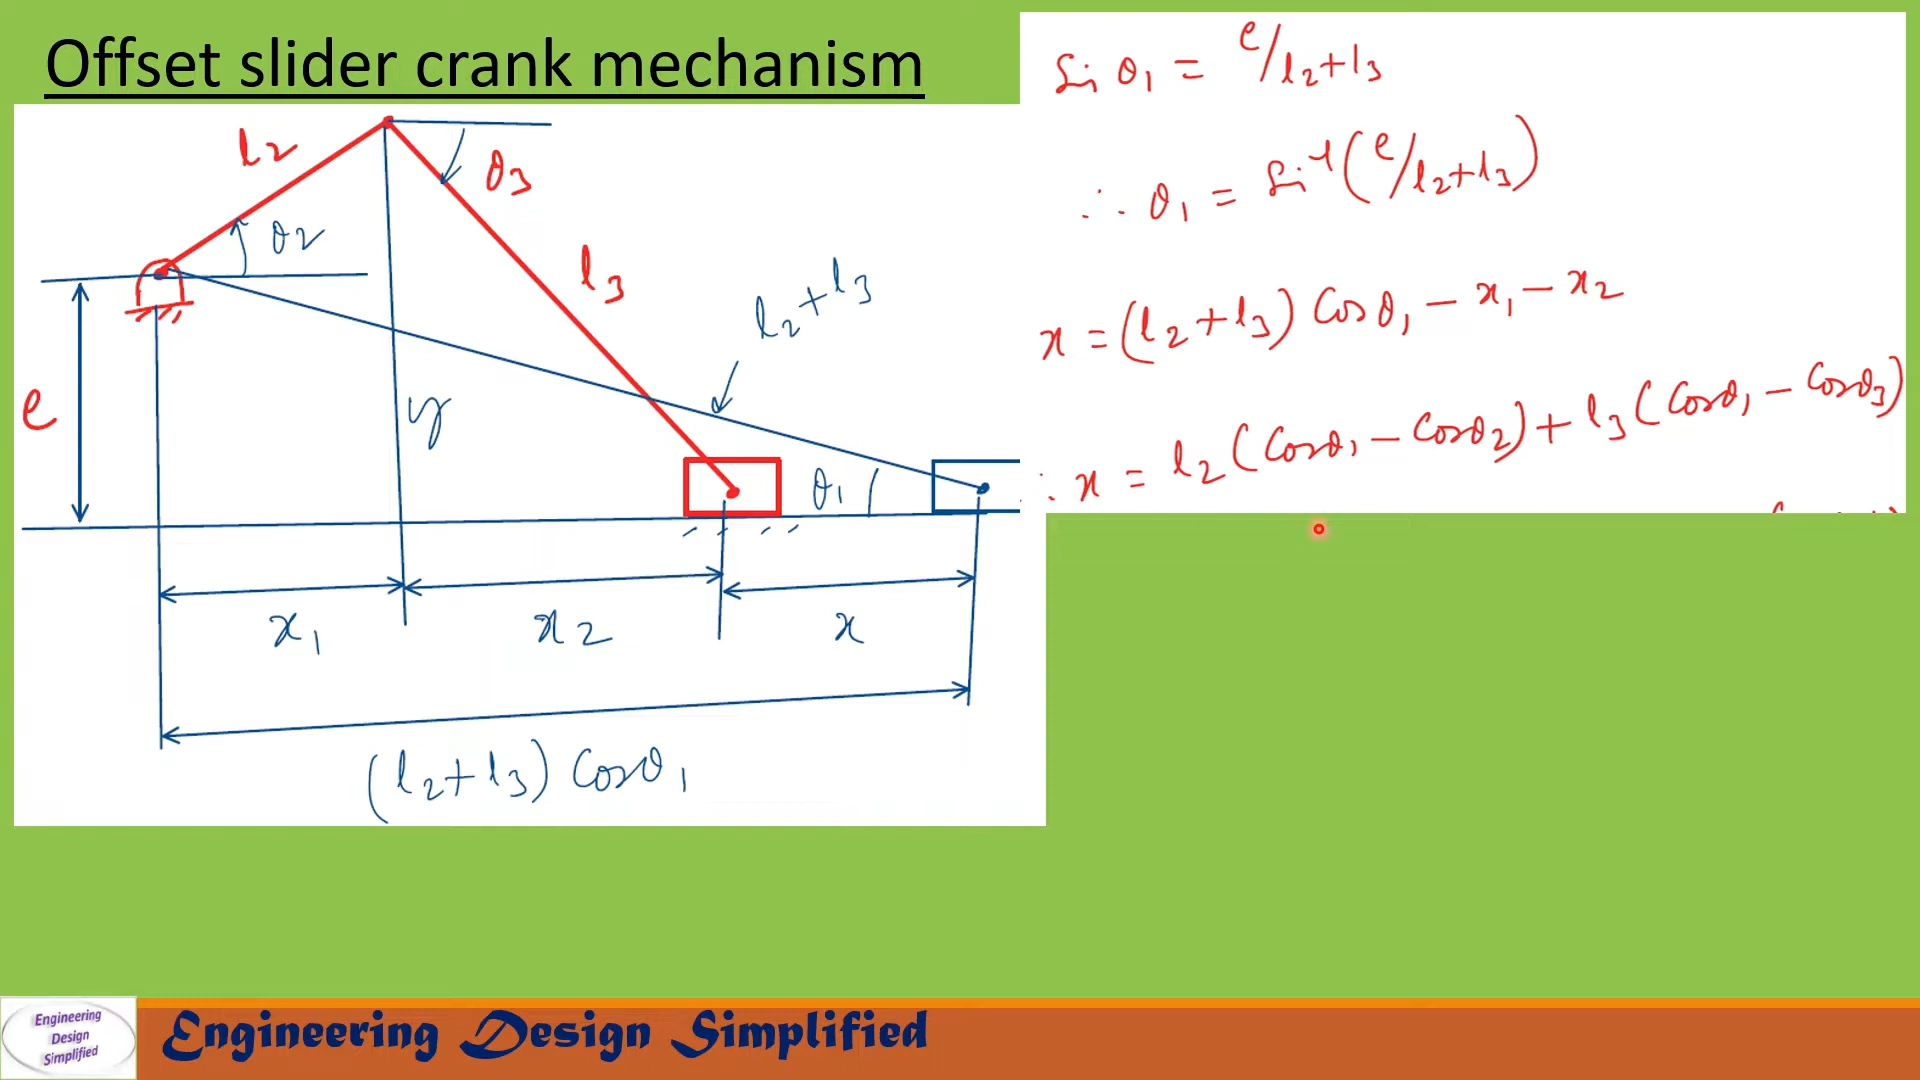 Offset slider crank mechanism
l2
θ3
θ2
l3
l2+l3
e
y
θ1
x1
x2
x
(l2+l3) Cosθ1
Sin θ1 = e/l2+l3
∴ θ1 = Sin⁻¹(e/l2+l3)
x = (l2+l3) Cosθ1 − x1 − x2
∴ x = l2(Cosθ1 − Cosθ2) + l3(Cosθ1 − Cosθ3)
Engineering
Design
Simplified
Engineering Design Simplified